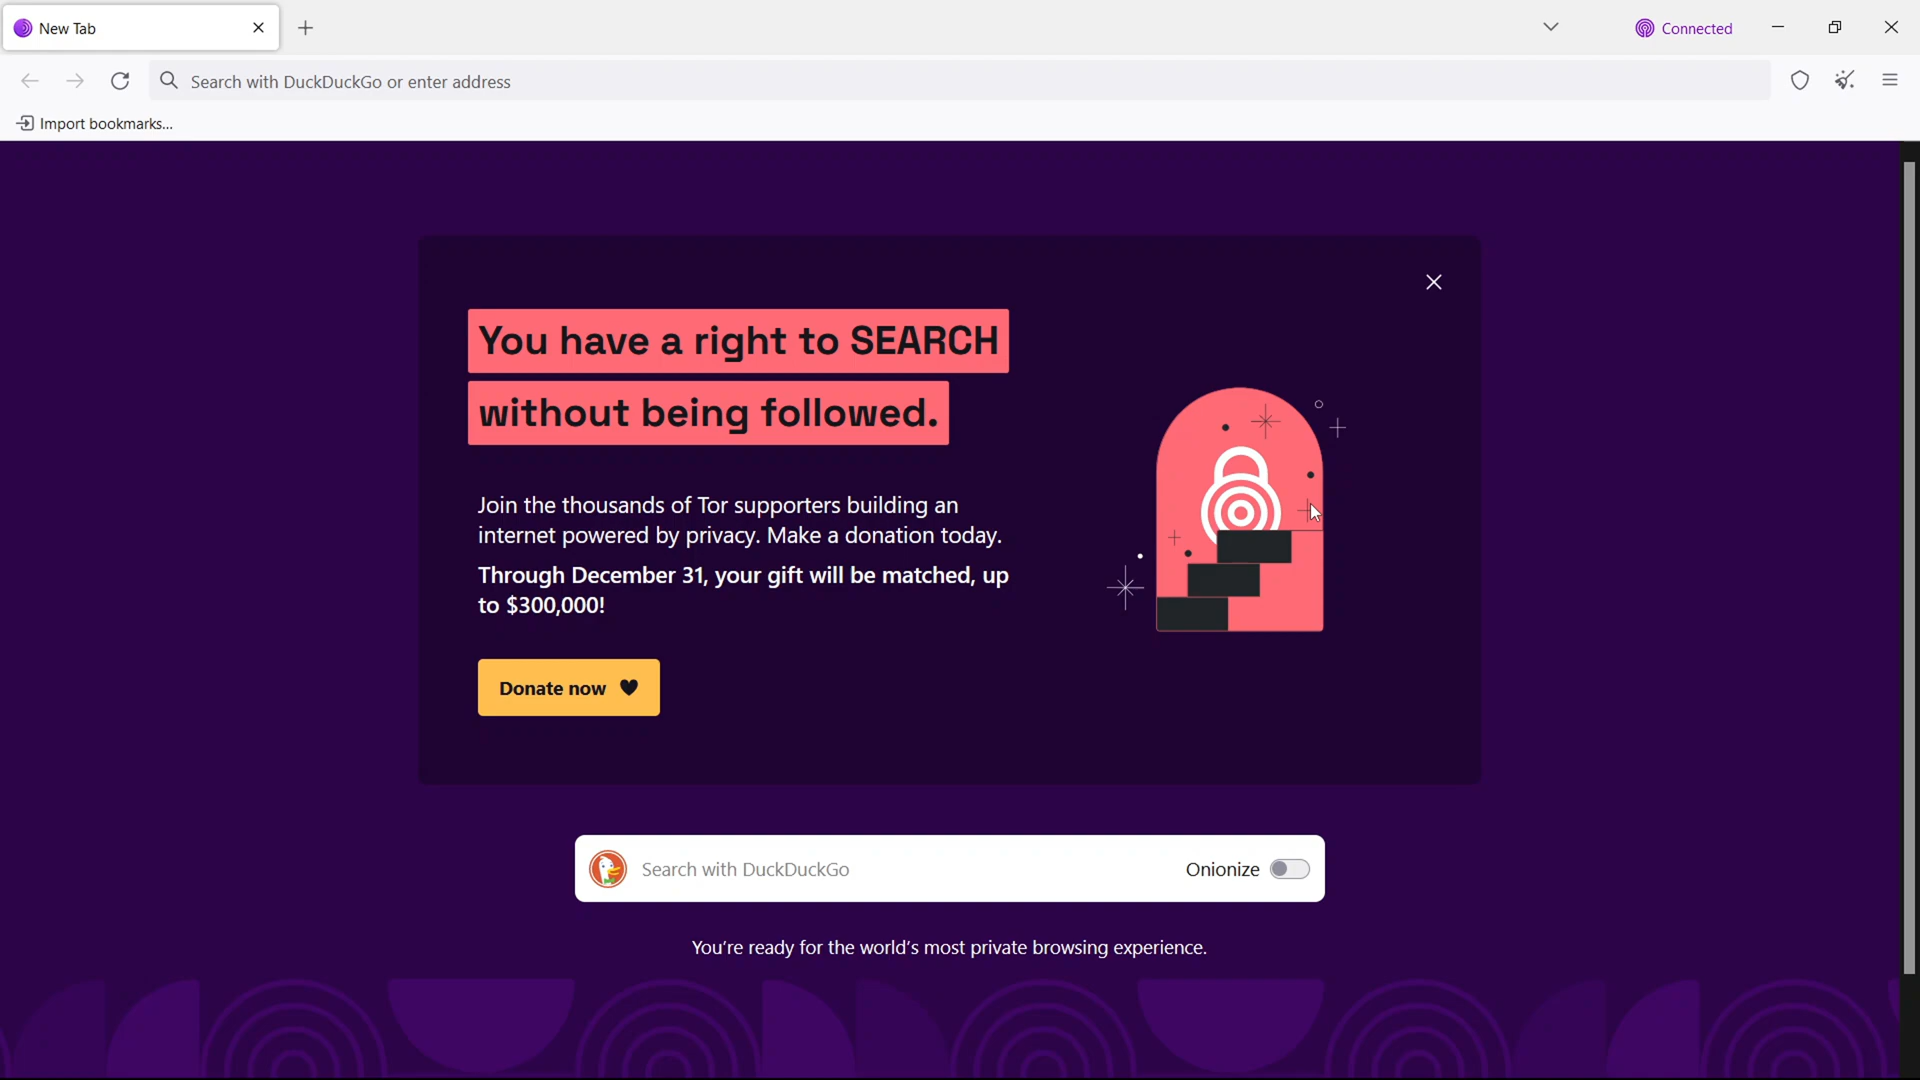 New Tab
Connected
Search with DuckDuckGo or enter address
Import bookmarks...
You have a right to SEARCH
without being followed.
Join the thousands of Tor supporters building an
internet powered by privacy. Make a donation today.
Through December 31, your gift will be matched, up
to $300,000!
Donate now
Search with DuckDuckGo
Onionize
You're ready for the world's most private browsing experience.